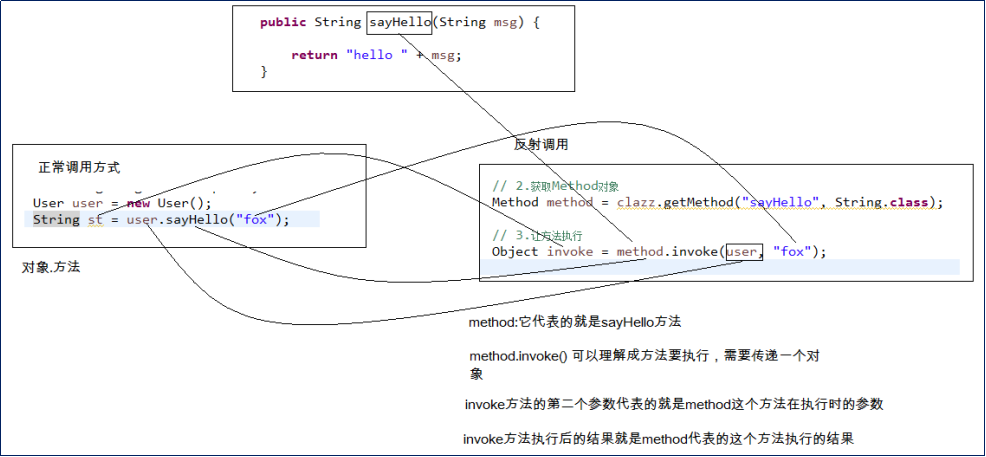 public String sayHello(String msg) {
return "hello " + msg;
}
反射调用
正常调用方式
User user = new User();
String st = user.sayHello("fox");
对象.方法
// 2.获取Method对象
Method method = clazz.getMethod("sayHello", String.class);
// 3.让方法执行
Object invoke = method.invoke(user, "fox");
method:它代表的就是sayHello方法
method.invoke() 可以理解成方法要执行，需要传递一个对
象
invoke方法的第二个参数代表的就是method这个方法在执行时的参数
invoke方法执行后的结果就是method代表的这个方法执行的结果